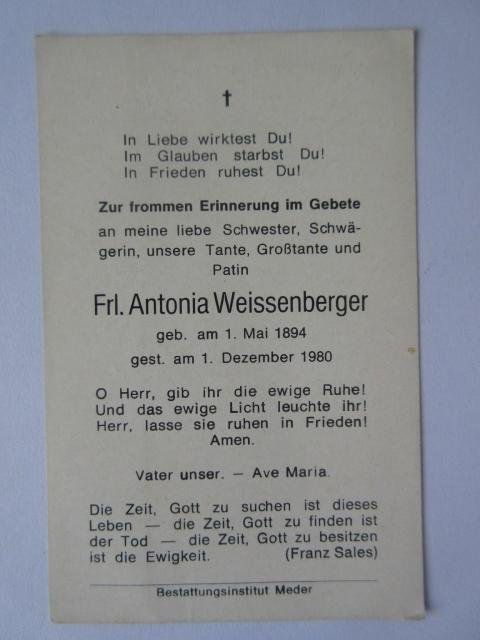 In Liebe wirktest Du!
Im Glauben starbst Du!
In Frieden ruhest Du!
Zur frommen Erinnerung im Gebete
an meine liebe Schwester, Schwä-
gerin, unsere Tante, Großtante und
Patin
Frl. Antonia Weissenberger
geb. am 1. Mai 1894
gest. am 1. Dezember 1980
O Herr, gib ihr die ewige Ruhe!
Und das ewige Licht leuchte ihr!
Herr, lasse sie ruhen in Frieden!
Amen.
Vater unser. — Ave Maria.
Die Zeit, Gott zu suchen ist dieses
Leben — die Zeit, Gott zu finden ist
der Tod — die Zeit, Gott zu besitzen
ist die Ewigkeit. (Franz Sales)
Bestattungsinstitut Meder